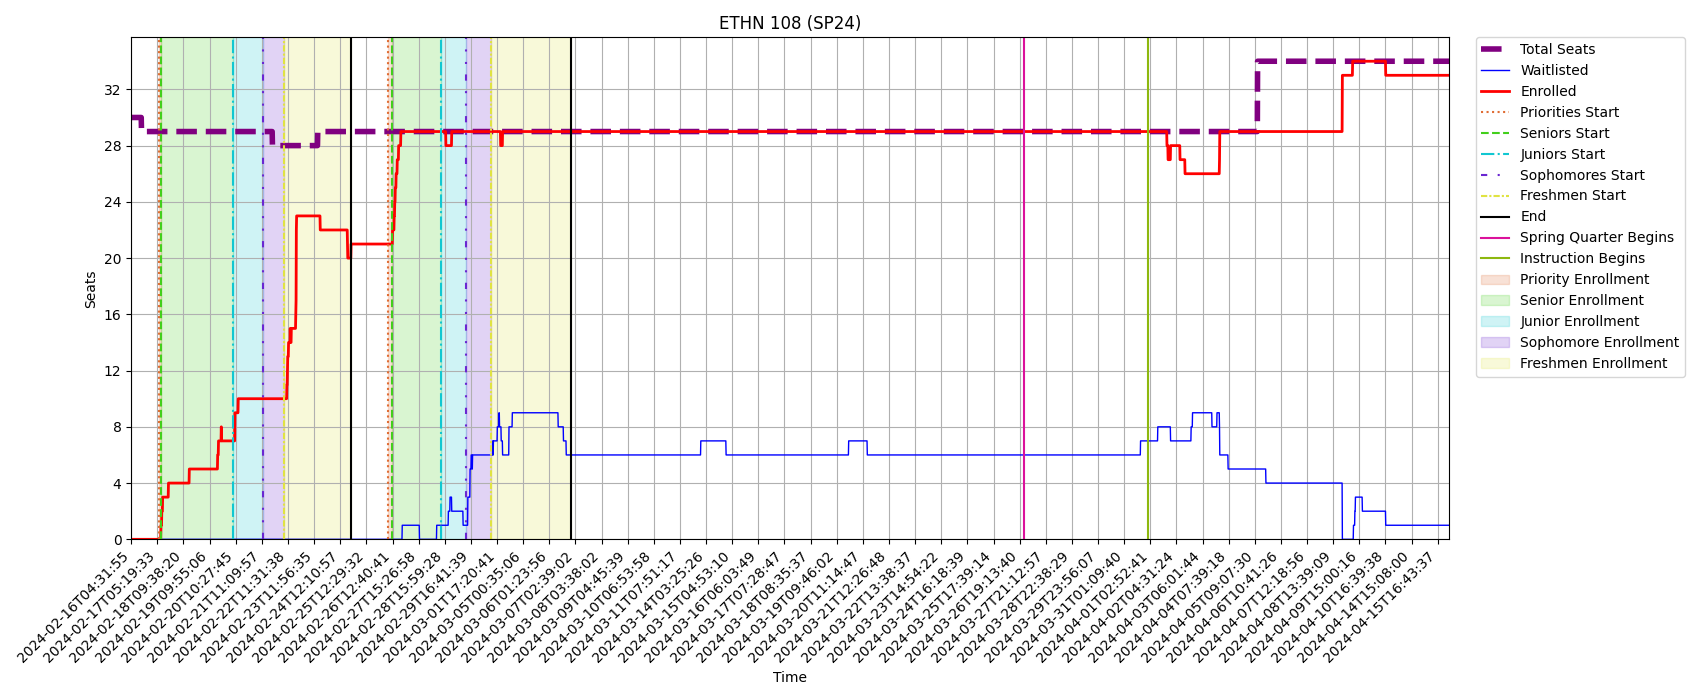 ETHN 108 (SP24)
Seats
32
28
24
20
16
12
8
4
0
2024-02-16T04:31:55
2024-02-17T05:19:33
2024-02-18T09:38:20
2024-02-19T09:55:06
2024-02-20T10:27:45
2024-02-21T11:09:57
2024-02-22T11:31:38
2024-02-23T11:56:35
2024-02-24T12:10:57
2024-02-25T12:29:32
2024-02-26T12:40:41
2024-02-27T15:26:58
2024-02-28T15:59:28
2024-02-29T16:41:39
2024-03-01T17:20:41
2024-03-05T00:35:06
2024-03-06T01:23:56
2024-03-07T02:39:02
2024-03-08T03:38:02
2024-03-09T04:45:39
2024-03-10T06:53:58
2024-03-11T07:51:17
2024-03-14T03:25:26
2024-03-15T04:53:10
2024-03-16T06:03:49
2024-03-17T07:28:47
2024-03-18T08:35:37
2024-03-19T09:46:02
2024-03-20T11:14:47
2024-03-21T12:26:48
2024-03-22T13:38:37
2024-03-23T14:54:22
2024-03-24T16:18:39
2024-03-25T17:39:14
2024-03-26T19:13:40
2024-03-27T21:12:57
2024-03-28T22:38:29
2024-03-29T23:56:07
2024-03-31T01:09:40
2024-04-01T02:52:41
2024-04-02T04:31:24
2024-04-03T06:01:44
2024-04-04T07:39:18
2024-04-05T09:07:30
2024-04-06T10:41:26
2024-04-07T12:18:56
2024-04-08T13:39:09
2024-04-09T15:00:16
2024-04-10T16:39:38
2024-04-14T15:08:00
2024-04-15T16:43:37
Time
Total Seats
Waitlisted
Enrolled
Priorities Start
Seniors Start
Juniors Start
Sophomores Start
Freshmen Start
End
Spring Quarter Begins
Instruction Begins
Priority Enrollment
Senior Enrollment
Junior Enrollment
Sophomore Enrollment
Freshmen Enrollment